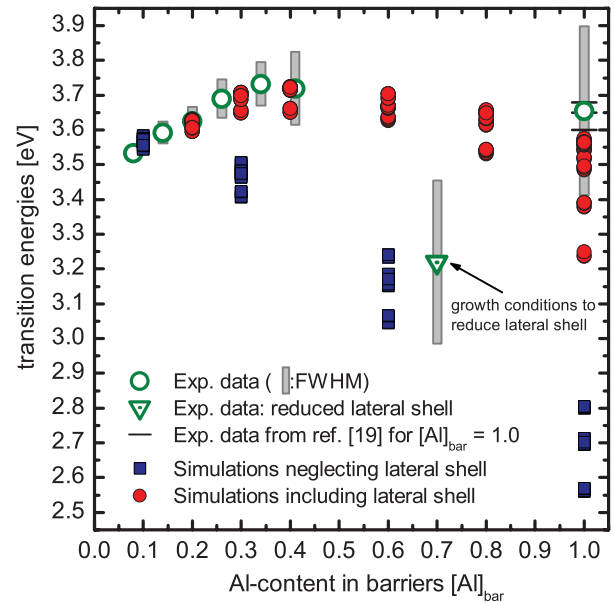 3.9
3.8
3.7
3.6
3.5
3.4
3.3
3.2
3.1
3.0
2.9
2.8
2.7
2.6
2.5
transition energies [eV]
growth conditions to
reduce lateral shell
Exp. data ( :FWHM)
Exp. data: reduced lateral shell
Exp. data from ref. [19] for [Al]bar = 1.0
Simulations neglecting lateral shell
Simulations including lateral shell
0.0 0.1 0.2 0.3 0.4 0.5 0.6 0.7 0.8 0.9 1.0
Al-content in barriers [Al]bar